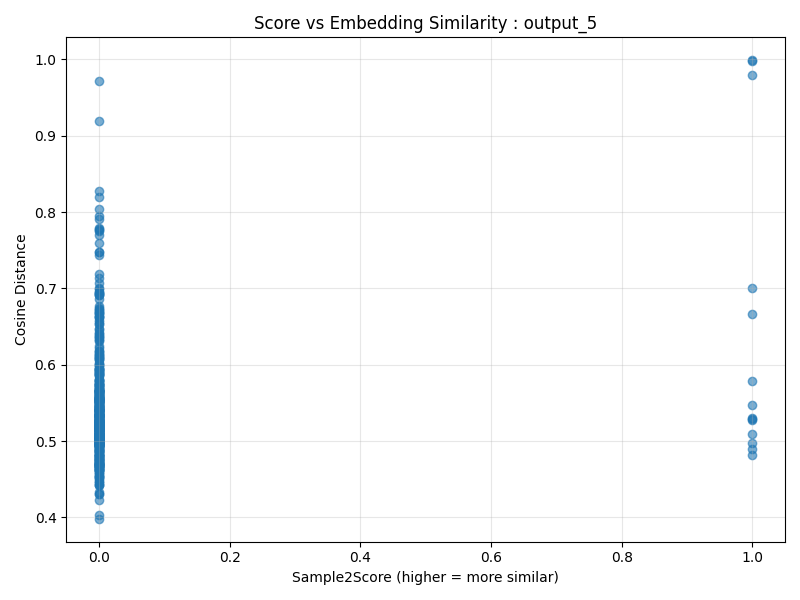 Score vs Embedding Similarity : output_5
Cosine Distance
1.0
0.9
0.8
0.7
0.6
0.5
0.4
0.0 0.2 0.4 0.6 0.8 1.0
Sample2Score (higher = more similar)